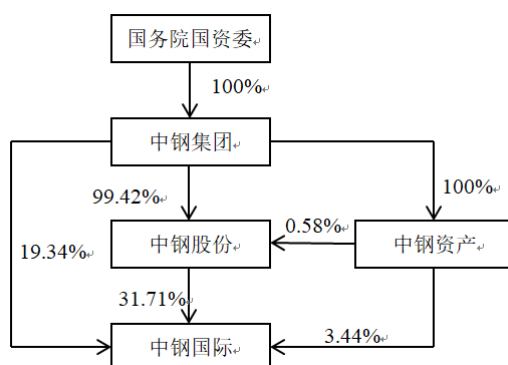 国务院国资委
100%
中钢集团
99.42%
100%
0.58%
19.34%
中钢股份
中钢资产
31.71%
3.44%
中钢国际